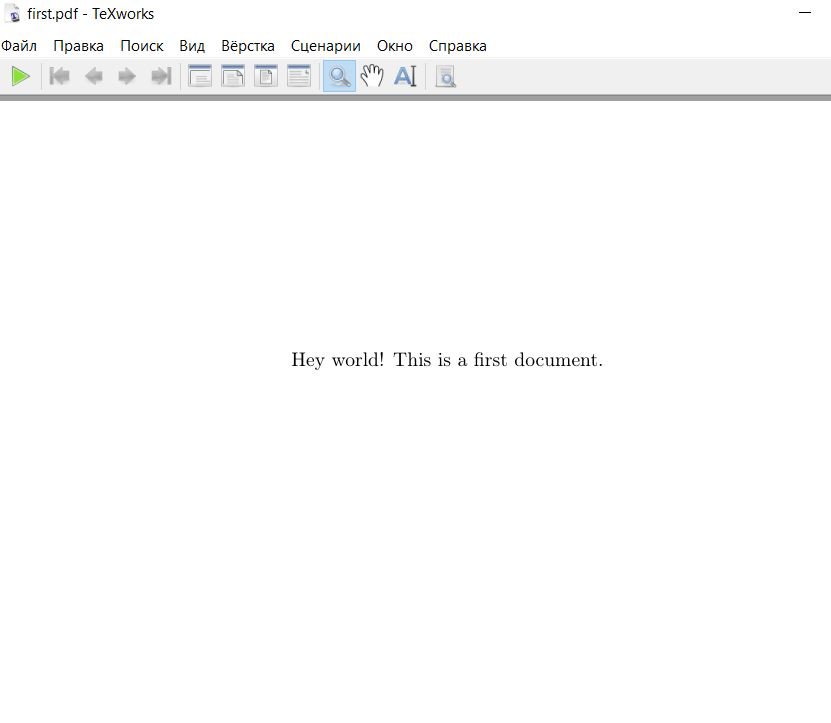 first.pdf - TeXworks
Файл Правка Поиск Вид Вёрстка Сценарии Окно Справка
Hey world! This is a first document.